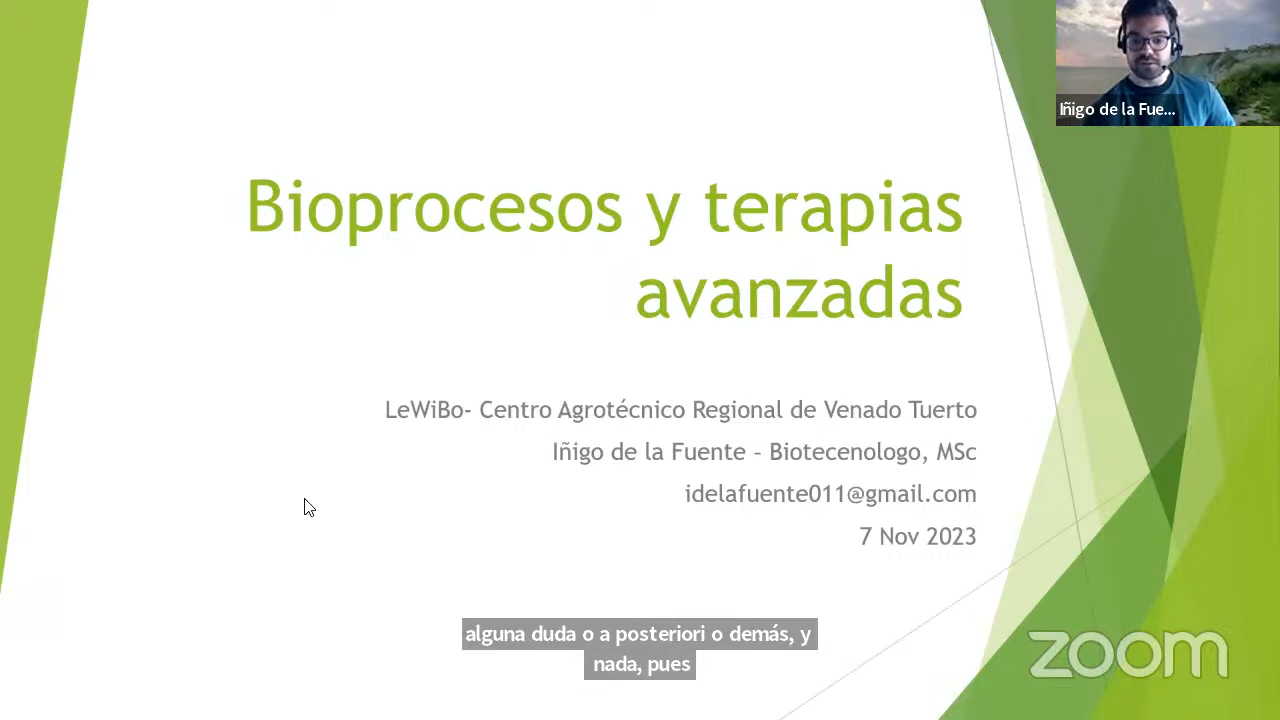 Iñigo de la Fue...
Bioprocesos y terapias
avanzadas
LeWiBo- Centro Agrotécnico Regional de Venado Tuerto
Iñigo de la Fuente – Biotecenologo, MSc
idelafuente011@gmail.com
7 Nov 2023
alguna duda o a posteriori o demás, y
nada, pues
zoom